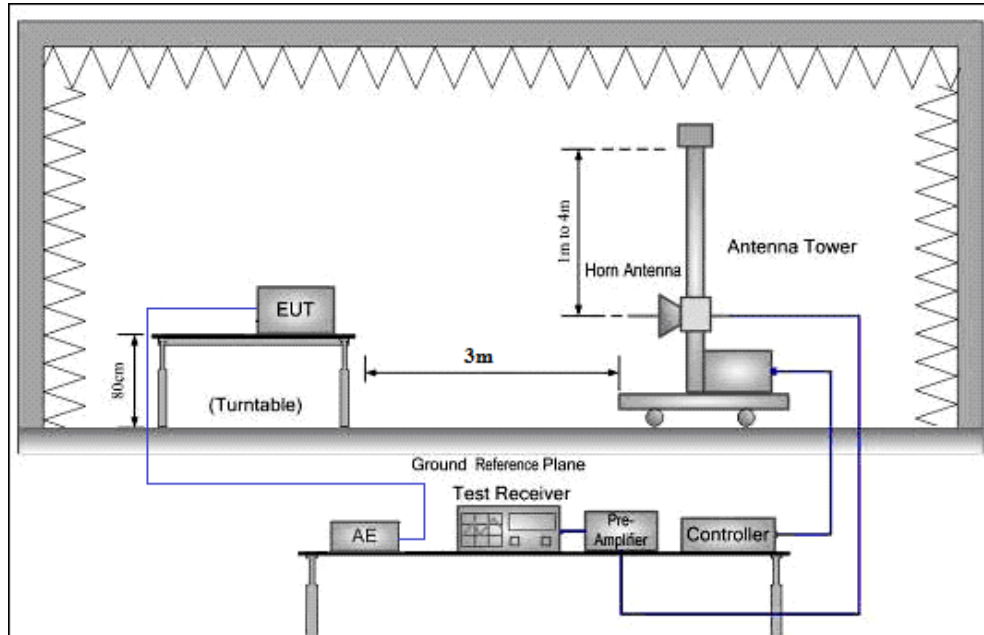 1m to 4m
Antenna Tower
Horn Antenna
EUT
3m
80cm
(Turntable)
Ground Reference Plane
Test Receiver
AE
Pre-
Amplifier
Controller